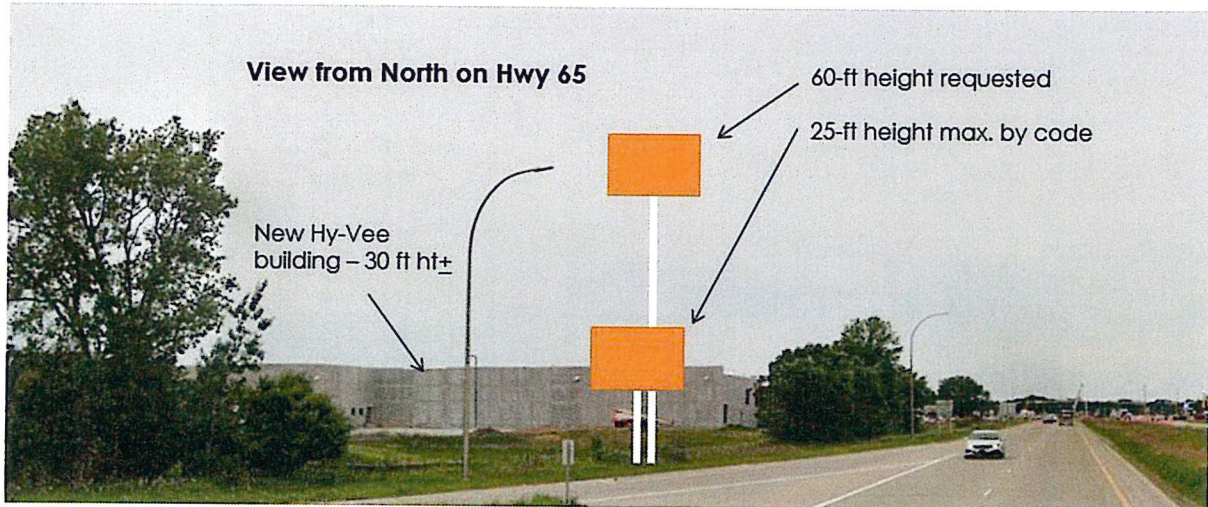 View from North on Hwy 65
60-ft height requested
25-ft height max. by code
New Hy-Vee
building – 30 ft ht±